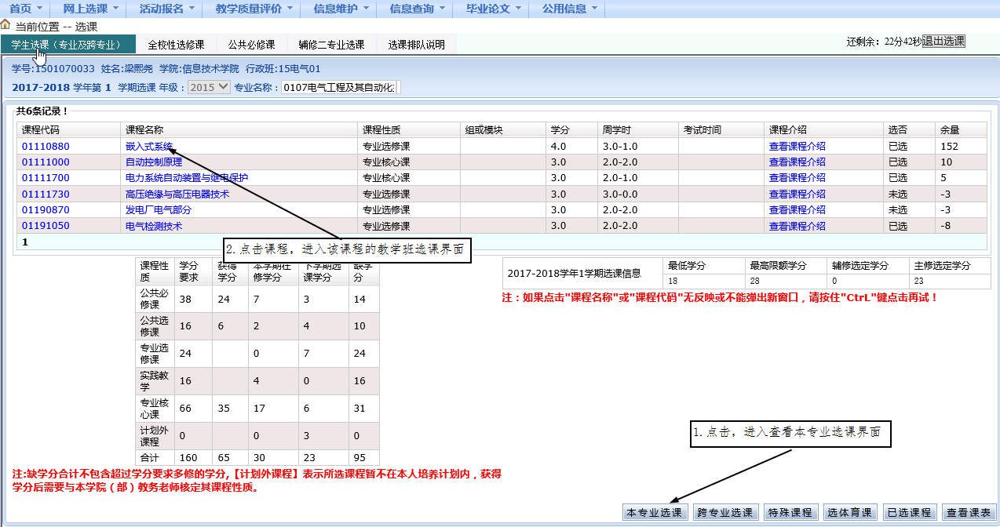 首页 网上选课 活动报名 教学质量评价 信息维护 信息查询 毕业论文 公用信息
当前位置 -- 选课
学生选课（专业及跨专业） 全校性选修课 公共必修课 辅修二专业选课 选课排队说明 还剩余：22分42秒 退出选课
学号:1501070033 姓名:梁熙尧 学院:信息技术学院 行政班:15电气01
2017-2018 学年第 1 学期选课 年级：2015 专业名称：0107电气工程及其自动化
共6条记录！
课程代码 课程名称 课程性质 组或模块 学分 周学时 考试时间 课程介绍 选否 余量
01110880 嵌入式系统 专业选修课 4.0 3.0-1.0 查看课程介绍 已选 152
01111000 自动控制原理 专业核心课 3.0 2.0-2.0 查看课程介绍 已选 10
01111700 电力系统自动装置与继电保护 专业核心课 3.0 2.0-1.0 查看课程介绍 已选 5
01111730 高压绝缘与高压电器技术 专业选修课 3.0 3.0-0.0 查看课程介绍 未选 -3
01190870 发电厂电气部分 专业选修课 3.0 2.0-2.0 查看课程介绍 未选 -3
01191050 电气检测技术 专业选修课 3.0 2.0-2.0 查看课程介绍 已选 -8
1
2.点击课程，进入该课程的教学班选课界面
课程性质 学分要求 获得学分 本学期在修学分 下学期选课学分 缺学分
公共必修课 38 24 7 3 14
公共选修课 16 6 2 4 10
专业选修课 24 0 7 24
实践教学 16 4 0 16
专业核心课 66 35 17 6 31
计划外课程 0 0 3 0
合计 160 65 30 23 95
2017-2018学年1学期选课信息 最低学分 最高限额学分 辅修选定学分 主修选定学分
18 28 0 23
注：如果点击"课程名称"或"课程代码"无反映或不能弹出新窗口，请按住"CtrL"键点击再试！
1.点击，进入查看本专业选课界面
注:缺学分合计不包含超过学分要求多修的学分,【计划外课程】表示所选课程暂不在本人培养计划内，获得
学分后需要与本学院（部）教务老师核定其课程性质。
本专业选课 跨专业选课 特殊课程 选体育课 已选课程 查看课表